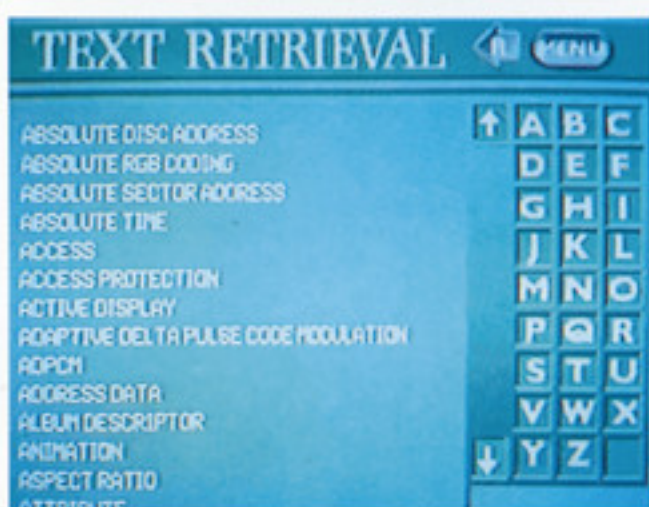 TEXT RETRIEVAL
MENU
ABSOLUTE DISC ADDRESS
ABSOLUTE RGB CODING
ABSOLUTE SECTOR ADDRESS
ABSOLUTE TIME
ACCESS
ACCESS PROTECTION
ACTIVE DISPLAY
ADAPTIVE DELTA PULSE CODE MODULATION
ADPCM
ADDRESS DATA
ALBUM DESCRIPTOR
ANIMATION
ASPECT RATIO
ATTRIBUTE
A B C
D E F
G H I
J K L
M N O
P Q R
S T U
V W X
Y Z